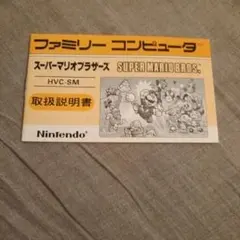 ファミリー コンピュータ
スーパーマリオブラザーズ SUPER MARIO BROS.
HVC-SM
取扱説明書
Nintendo